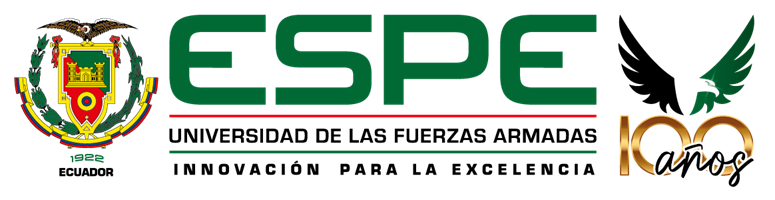 ESPE
UNIVERSIDAD DE LAS FUERZAS ARMADAS
INNOVACIÓN PARA LA EXCELENCIA
1922
ECUADOR
100
años